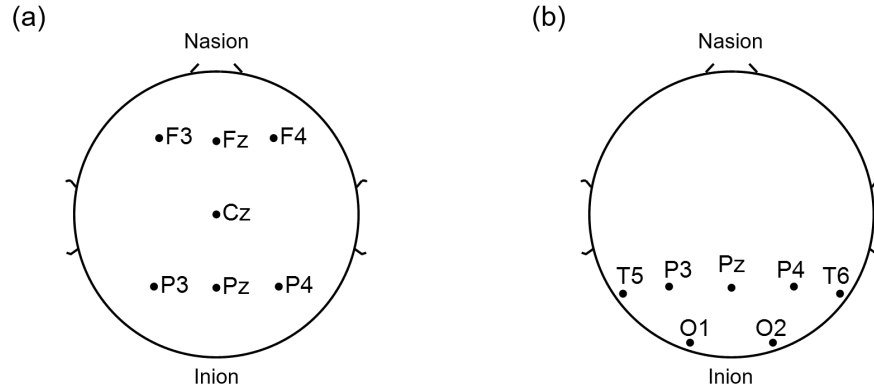 (a)
Nasion
F3 Fz F4
Cz
P3 Pz P4
Inion
(b)
Nasion
T5 P3 Pz P4 T6
O1 O2
Inion